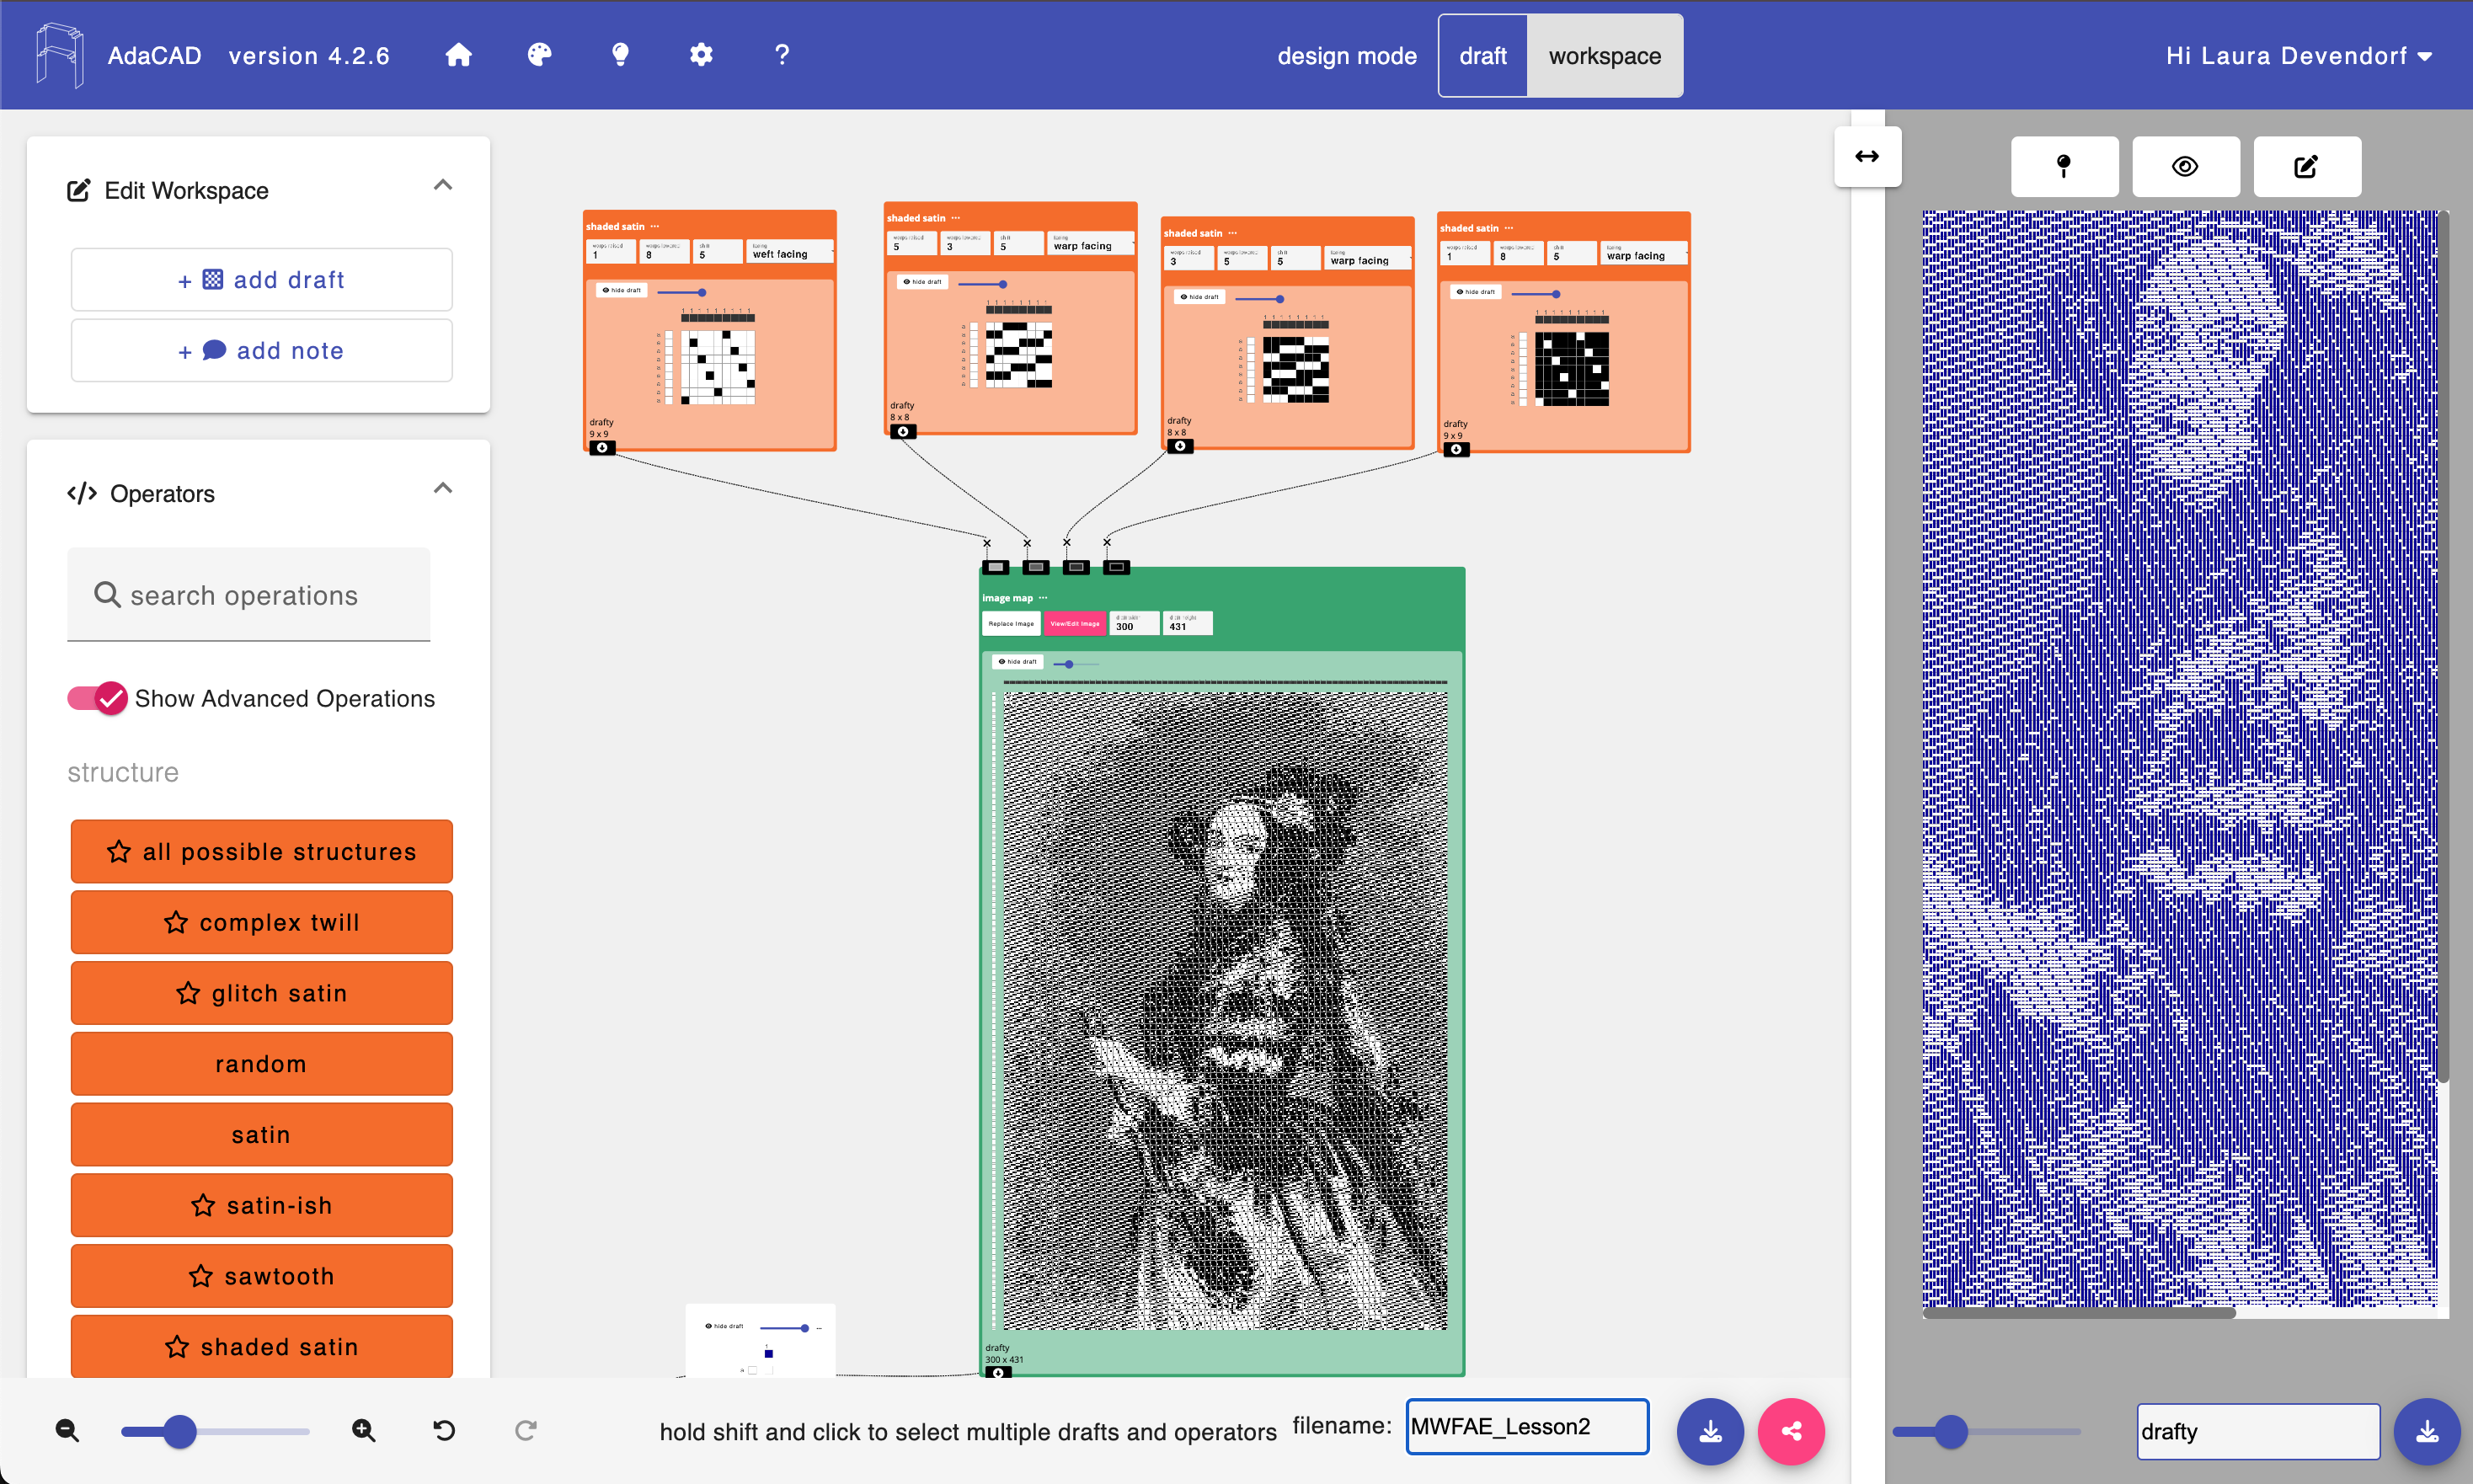 AdaCAD version 4.2.6 ? design mode draft workspace Hi Laura Devendorf
Edit Workspace
+ add draft
+ add note
</> Operators
search operations
Show Advanced Operations
structure
all possible structures
complex twill
glitch satin
random
satin
satin-ish
sawtooth
shaded satin
shaded satin ...
1 8 5 weft facing
hide draft
drafty
9 x 9
shaded satin ...
5 3 5 warp facing
hide draft
drafty
8 x 8
shaded satin ...
3 5 5 warp facing
hide draft
drafty
8 x 8
shaded satin ...
1 8 5 warp facing
hide draft
drafty
9 x 9
image map ...
Replace Image View/Edit Image 300 431
hide draft
drafty
300 x 431
hide draft
hold shift and click to select multiple drafts and operators filename: MWFAE_Lesson2
drafty